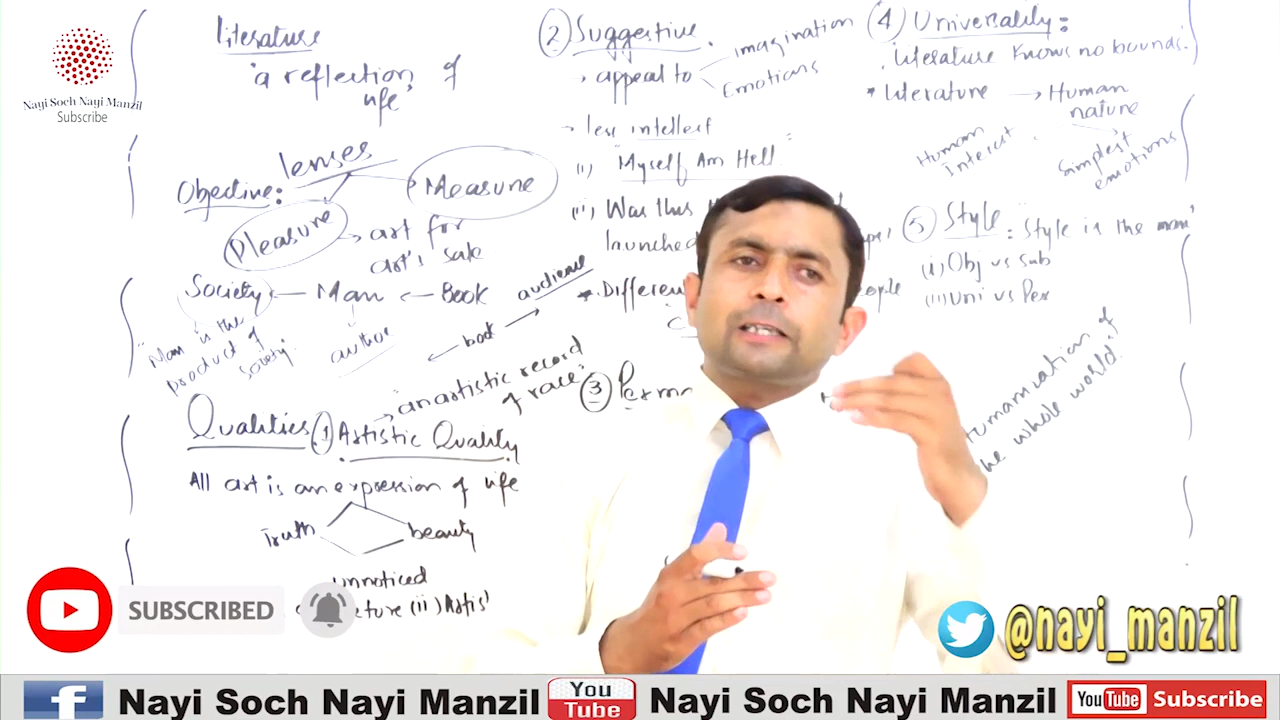 Literature
'a reflection of
life'
Objective:
lenses
Pleasure
Measure
art for
art's sake
Society
Man
Book
audience
"Man is the
product of
society.
author
book
Qualities
(1) Artistic Quality
"an artistic record
of race"
All art is an expression of life
Truth
beauty
unnoticed
(ii) Artis
(2) Suggestive.
appeal to
imagination
Emotions
less intellect
(i) "Myself Am Hell"
(ii) Was this
launched
Different
people
(3) Perma
(4) Universality:
Literature knows no bounds.
Literature → Human
nature
Human
interest
Simplest
emotions
(5) Style
: "Style is the man'
(i) Obj vs Sub
(ii) Uni vs Per
Humanization of
the whole world."
Nayi Soch Nayi Manzil
Subscribe
SUBSCRIBED
@nayi_manzil
f Nayi Soch Nayi Manzil You Tube Nayi Soch Nayi Manzil YouTube Subscribe